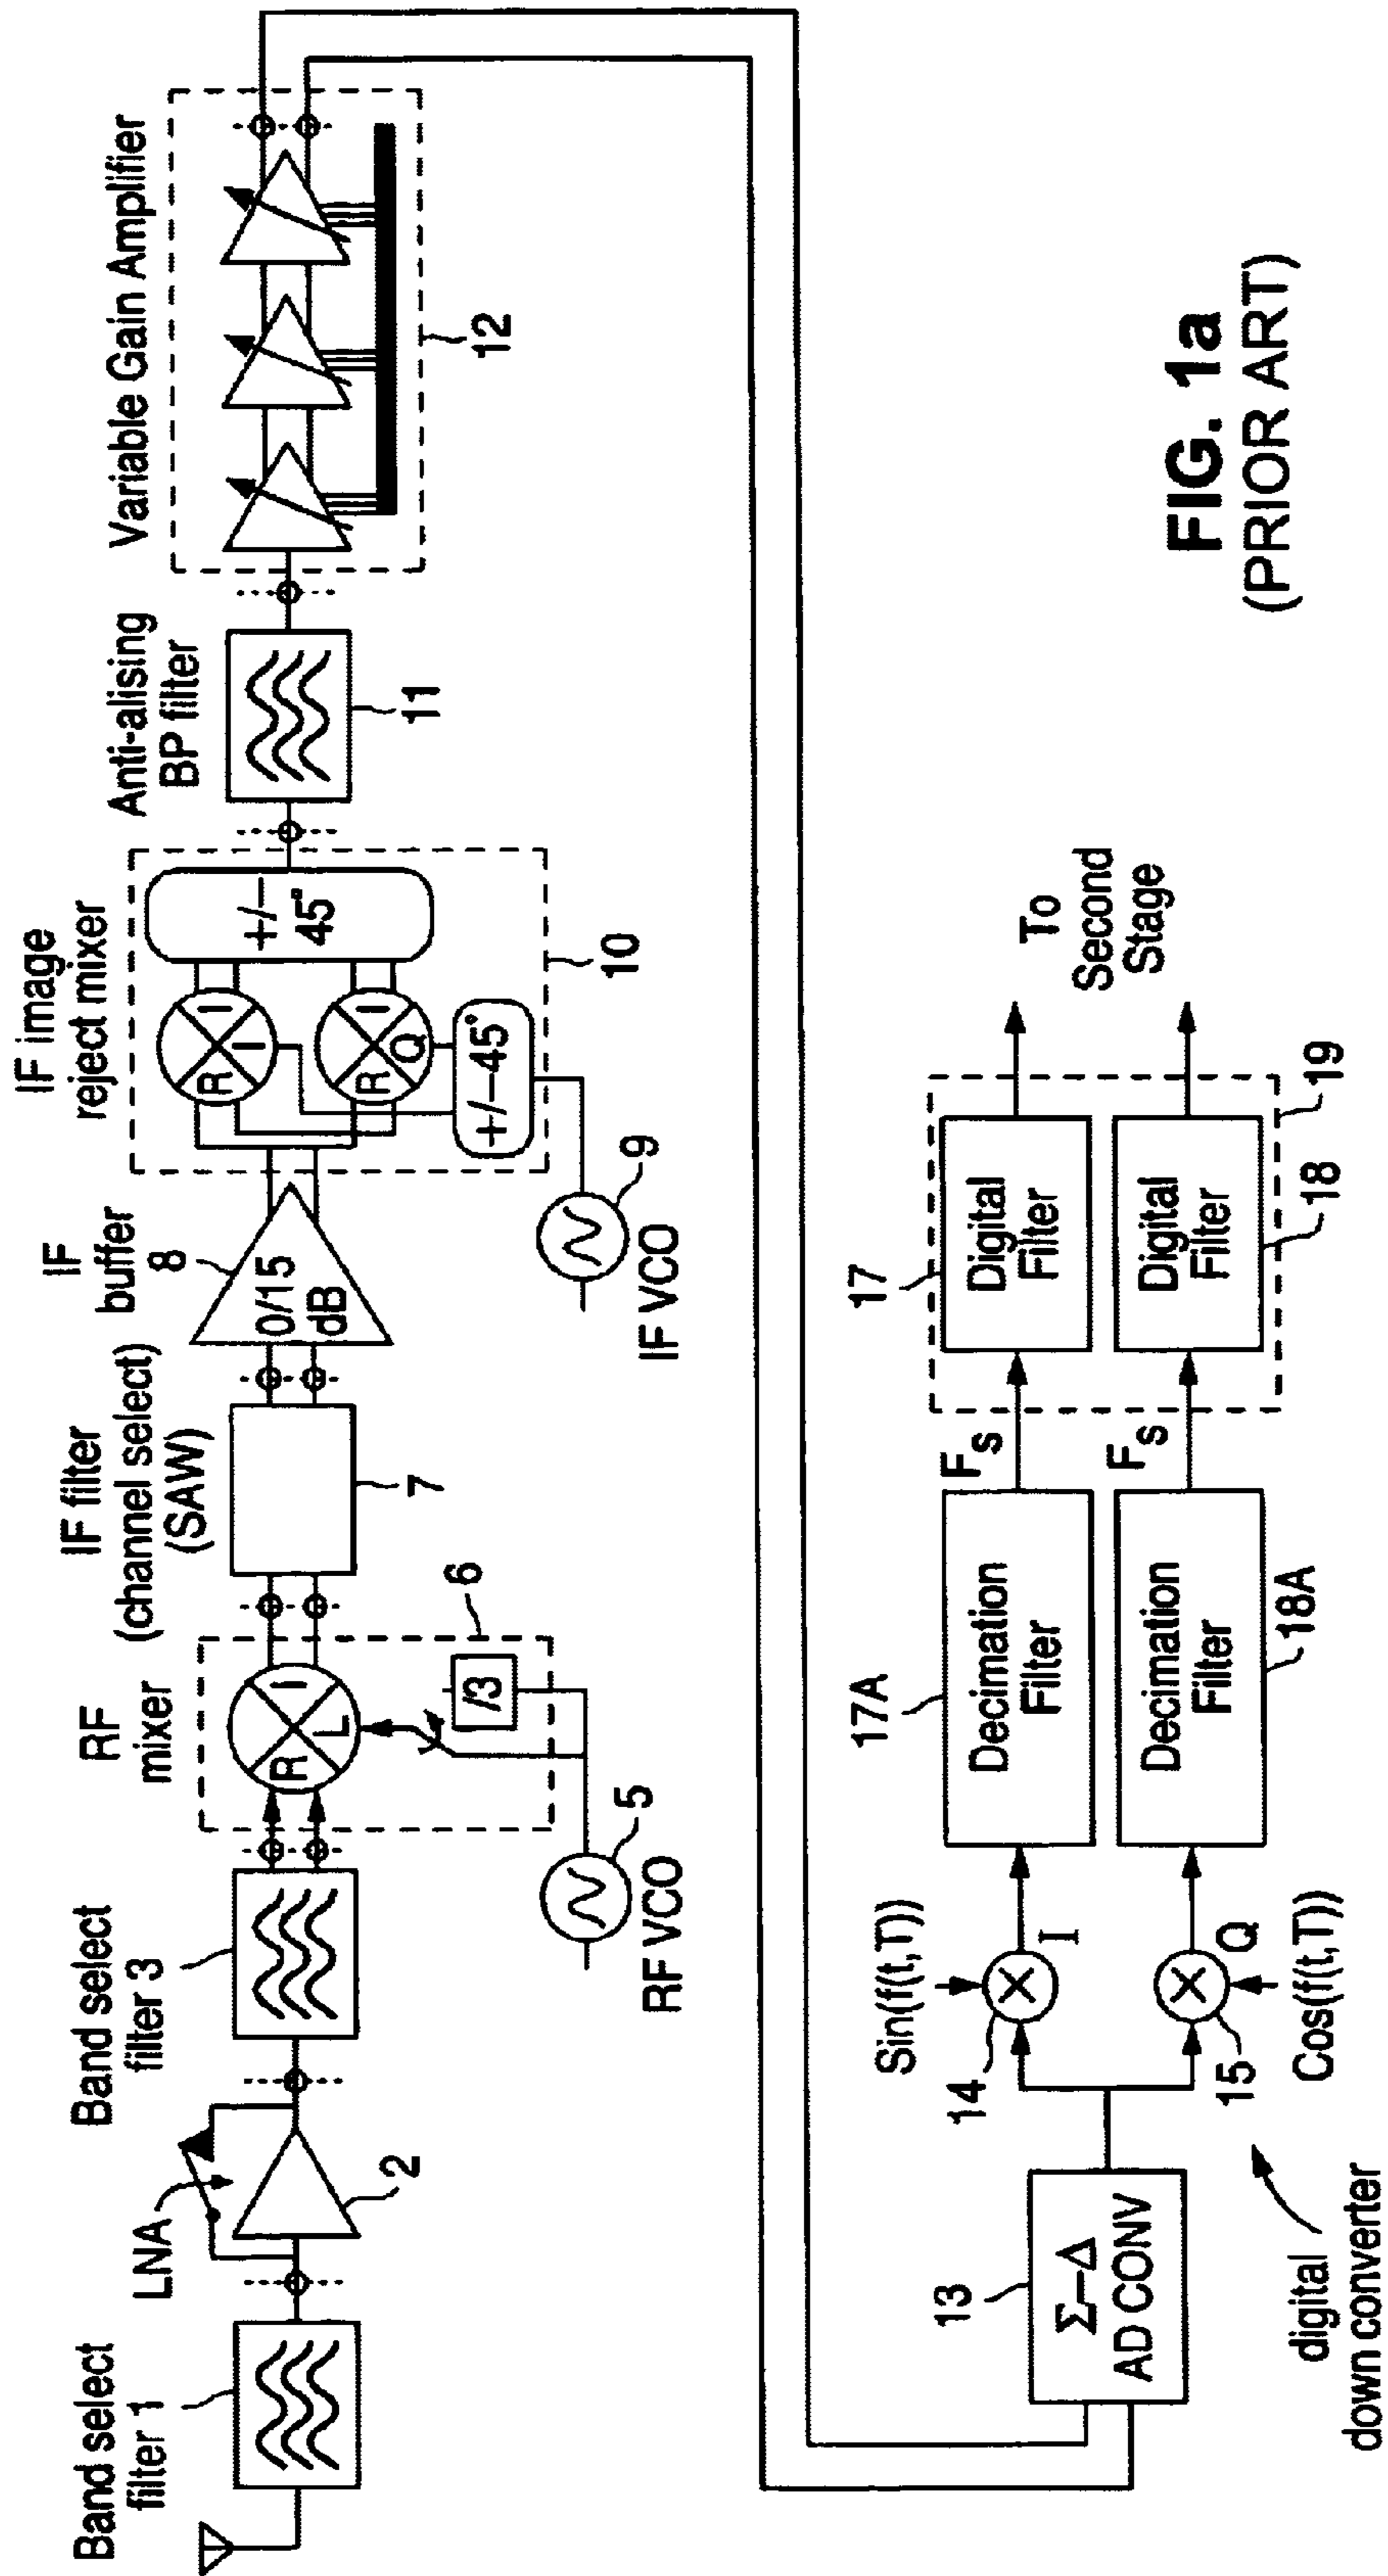 Band select
filter 1
LNA
2
Band select
filter 3
RF
mixer
R
I
L
/3
6
5
RF VCO
IF filter
(channel select)
(SAW)
7
IF
buffer
8
0/15
dB
IF image
reject mixer
R
I
I
R
I
Q
+/–
45°
+/–45°
10
9
IF VCO
Anti-alising
BP filter
11
Variable Gain Amplifier
12
13
Σ–Δ
AD CONV
digital
down converter
Sin(f(t,T))
14
I
15
Q
Cos(f(t,T))
17A
Decimation
Filter
Decimation
Filter
18A
Fs
Fs
17
Digital
Filter
Digital
Filter
18
19
To
Second
Stage
FIG. 1a
(PRIOR ART)